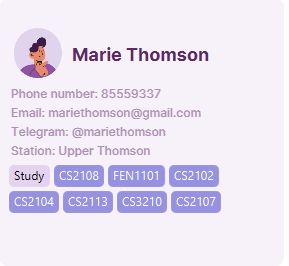 Marie Thomson
Phone number: 85559337
Email: mariethomson@gmail.com
Telegram: @mariethomson
Station: Upper Thomson
Study CS2108 FEN1101 CS2102
CS2104 CS2113 CS3210 CS2107